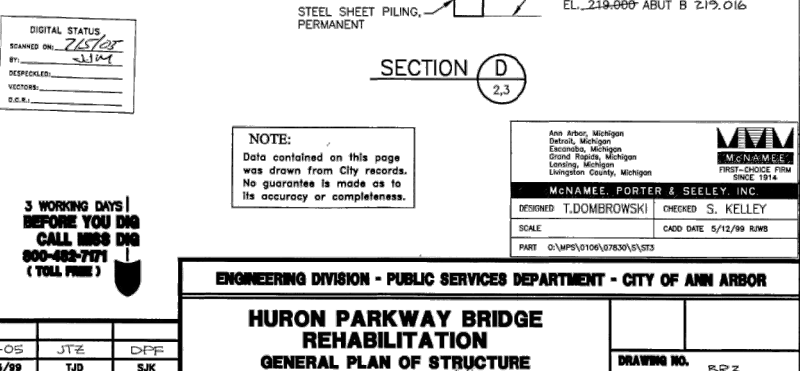 STEEL SHEET PILING,
PERMANENT
EL. 219.000 ABUT B 219.016
DIGITAL STATUS
SCANNED ON: 2/5/05
BY: JJM
DESPECKLED:
VECTORS:
O.C.R.:
SECTION D
2,3
NOTE:
Data contained on this page
was drawn from City records.
No guarantee is made as to
its accuracy or completeness.
Ann Arbor, Michigan
Detroit, Michigan
Escanaba, Michigan
Grand Rapids, Michigan
Lansing, Michigan
Livingston County, Michigan
McNAMEE
FIRST-CHOICE FIRM
SINCE 1914
McNAMEE, PORTER & SEELEY, INC.
DESIGNED T.DOMBROWSKI CHECKED S. KELLEY
SCALE CADD DATE 5/12/99 RJWB
PART O:\MPS\0106\07830\S\ST3
3 WORKING DAYS
BEFORE YOU DIG
CALL MISS DIG
800-482-7171
( TOLL FREE )
ENGINEERING DIVISION - PUBLIC SERVICES DEPARTMENT - CITY OF ANN ARBOR
HURON PARKWAY BRIDGE
REHABILITATION
GENERAL PLAN OF STRUCTURE
-05 JTZ DPF
/99 TJD SJK
DRAWING NO.